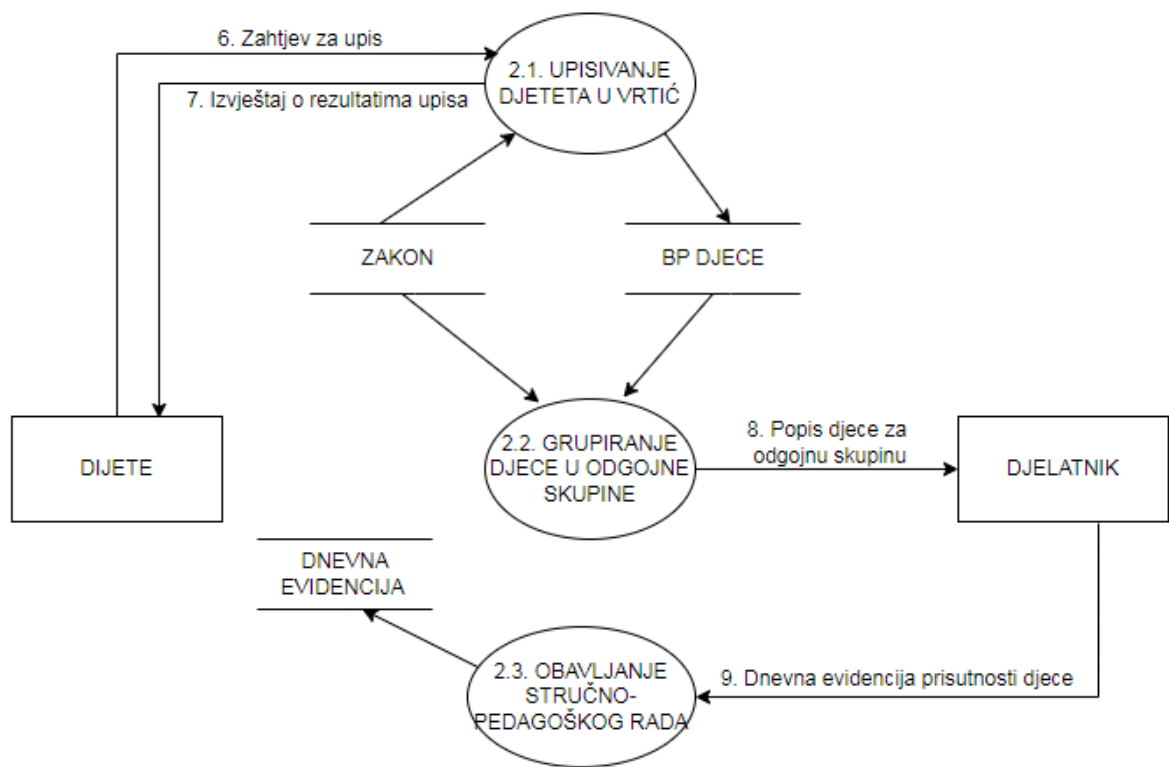 6. Zahtjev za upis
2.1. UPISIVANJE
DJETETA U VRTIĆ
7. Izvještaj o rezultatima upisa
ZAKON
BP DJECE
DIJETE
2.2. GRUPIRANJE
DJECE U ODGOJNE
SKUPINE
8. Popis djece za
odgojnu skupinu
DJELATNIK
DNEVNA
EVIDENCIJA
2.3. OBAVLJANJE
STRUČNO-
PEDAGOŠKOG RADA
9. Dnevna evidencija prisutnosti djece